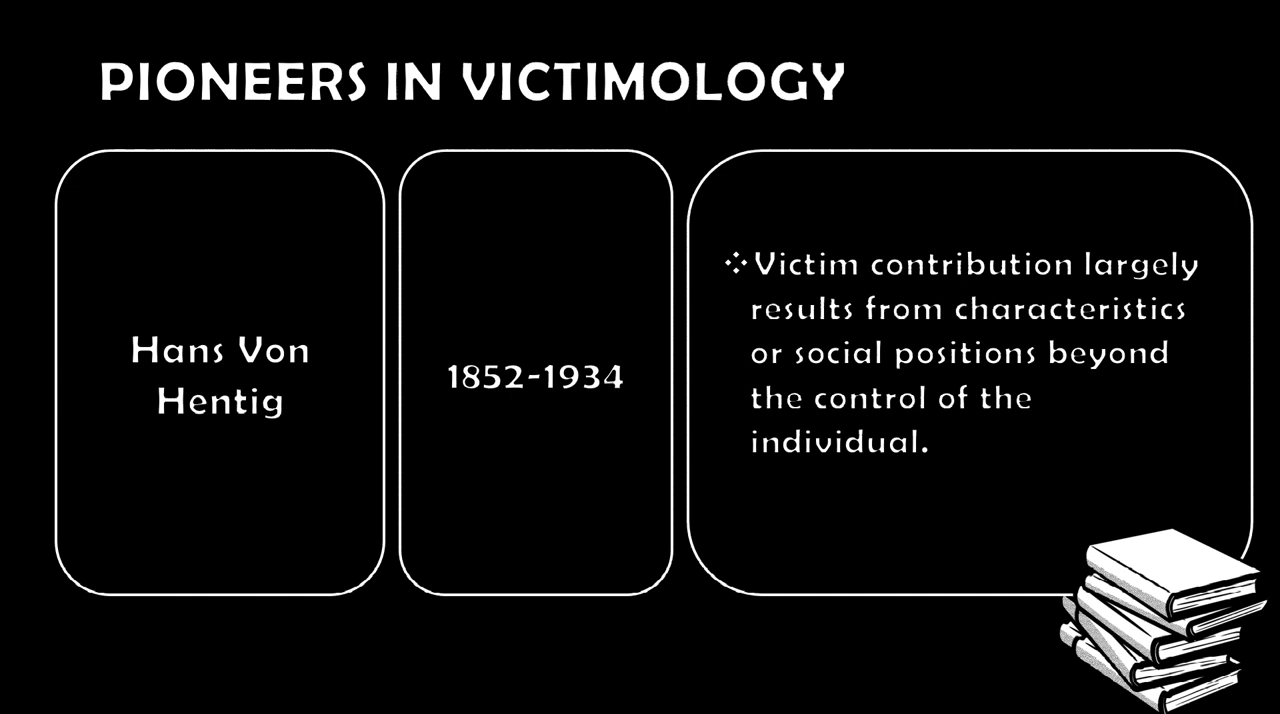 PIONEERS IN VICTIMOLOGY
Hans Von
Hentig
1852-1934
❖Victim contribution largely
results from characteristics
or social positions beyond
the control of the
individual.